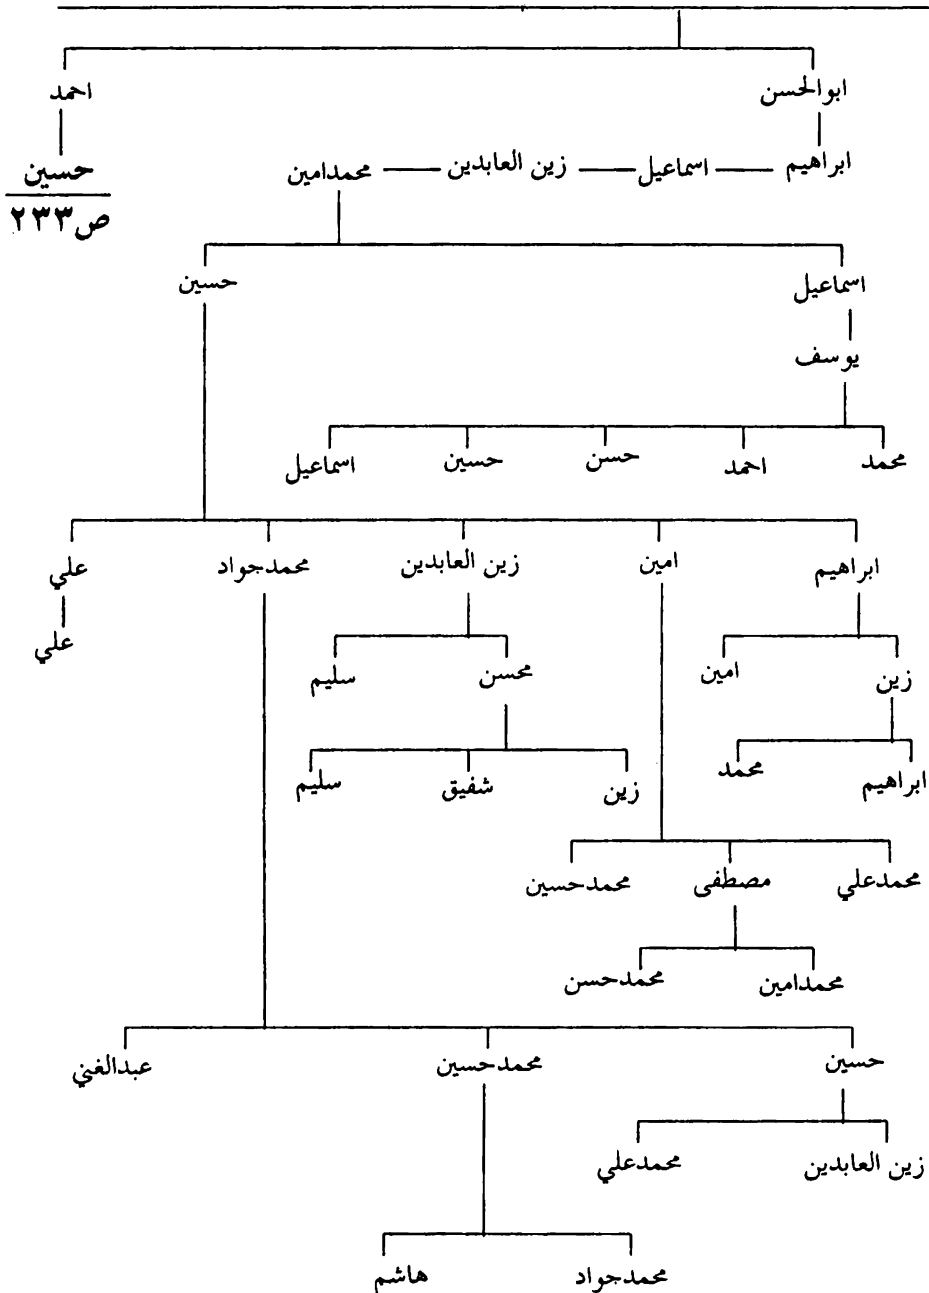 ابوالحسن احمد
ابراهيم اسماعيل زين العابدين محمدامين حسين
ص٢٣٣
اسماعيل حسين
يوسف
محمد احمد حسن حسين اسماعيل
ابراهيم امين زين العابدين محمدجواد علي
علي
زين امين محسن سليم
ابراهيم محمد زين شفيق سليم
محمدعلي مصطفى محمدحسين
محمدامين محمدحسن
حسين محمدحسين عبدالغني
زين العابدين محمدعلي
محمدجواد هاشم